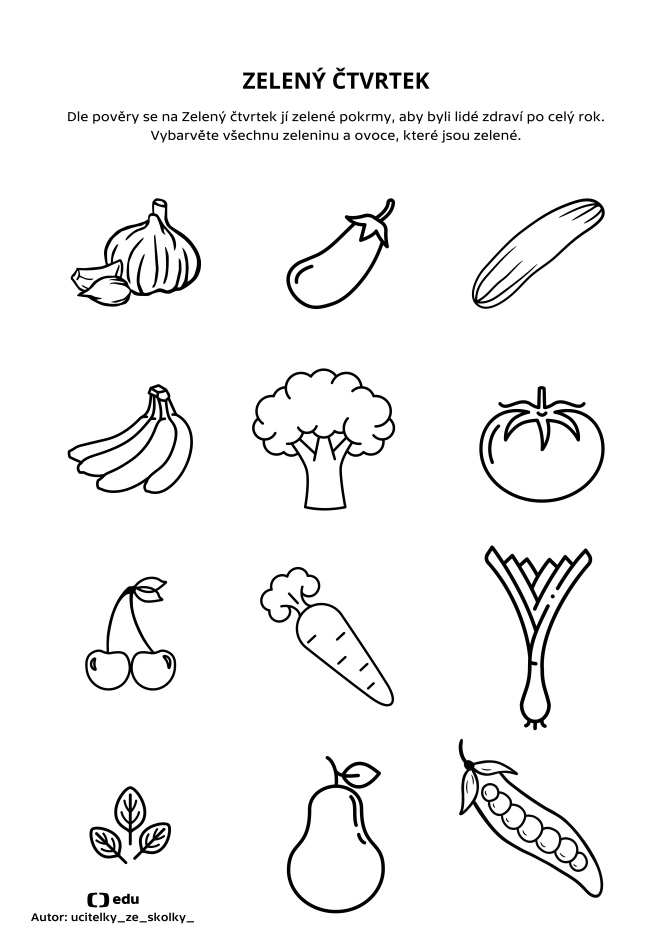 ZELENÝ ČTVRTEK
Dle pověry se na Zelený čtvrtek jí zelené pokrmy, aby byli lidé zdraví po celý rok.
Vybarvěte všechnu zeleninu a ovoce, které jsou zelené.
edu
Autor: ucitelky_ze_skolky_